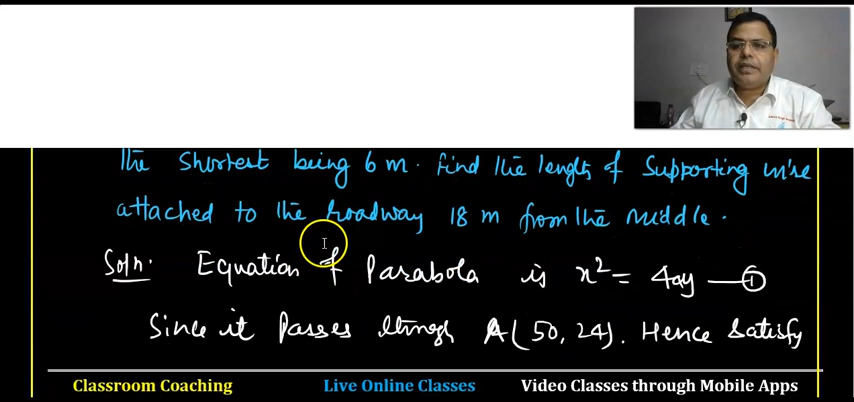 The shortest being 6 m. Find the length of supporting wire
attached to the roadway 18 m from the middle.
Soln. Equation of Parabola is x² = 4ay —①
Since it passes through A(50, 24). Hence satisfy
Classroom Coaching Live Online Classes Video Classes through Mobile Apps